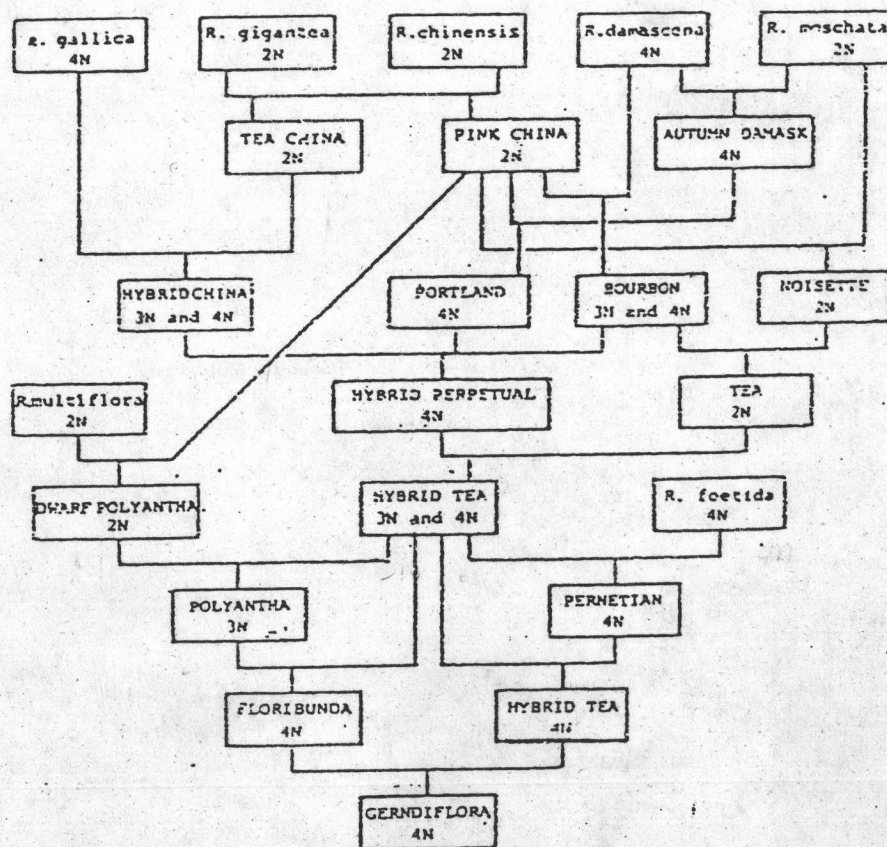 R. gallica
4N
R. gigantea
2N
R.chinensis
2N
R.damascena
4N
R. moschata
2N
TEA CHINA
2N
PINK CHINA
2N
AUTUMN DAMASK
4N
HYBRIDCHINA
3N and 4N
PORTLAND
4N
BOURBON
3N and 4N
NOISETTE
2N
R.multiflora
2N
HYBRID PERPETUAL
4N
TEA
2N
DWARF POLYANTHA
2N
HYBRID TEA
3N and 4N
R. foetida
4N
POLYANTHA
3N
PERNETIAN
4N
FLORIBUNDA
4N
HYBRID TEA
4N
GERNDIFLORA
4N